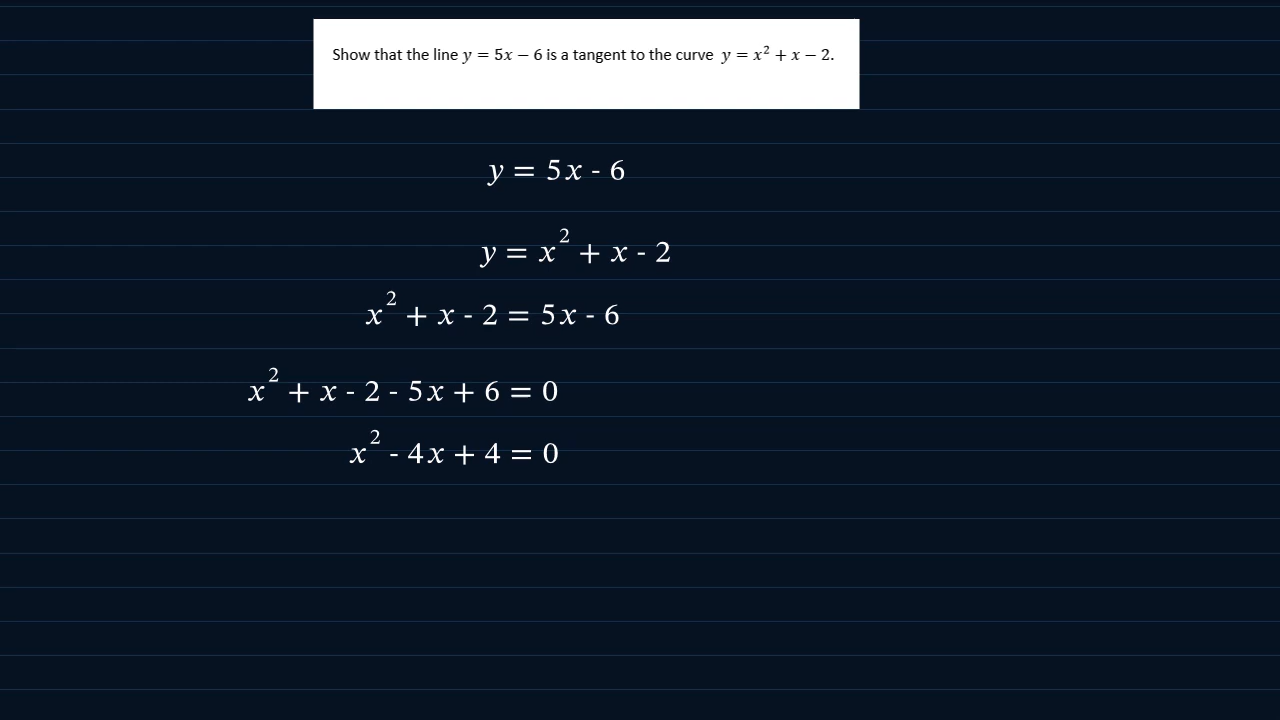 Show that the line y = 5x − 6 is a tangent to the curve y = x² + x − 2.
y = 5x - 6
y = x² + x - 2
x² + x - 2 = 5x - 6
x² + x - 2 - 5x + 6 = 0
x² - 4x + 4 = 0